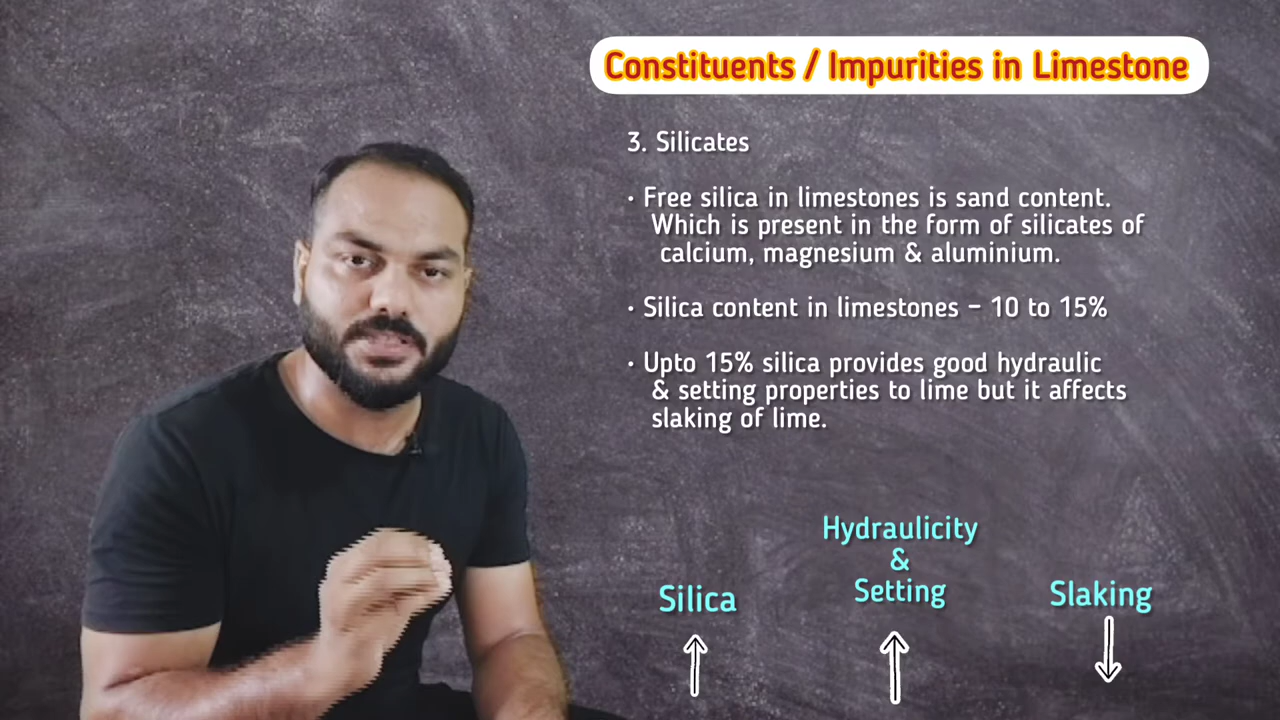 Constituents / Impurities in Limestone
3. Silicates
• Free silica in limestones is sand content.
Which is present in the form of silicates of
calcium, magnesium & aluminium.
• Silica content in limestones – 10 to 15%
• Upto 15% silica provides good hydraulic
& setting properties to lime but it affects
slaking of lime.
Hydraulicity
&
Setting
Silica
Slaking